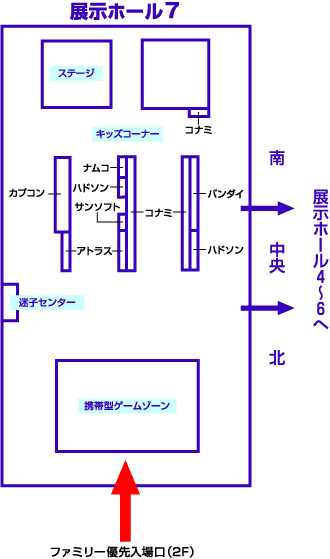 展示ホール7
ステージ
コナミ
キッズコーナー
南
ナムコ
ハドソン
カプコン
バンダイ
サンソフト
コナミ
アトラス
ハドソン
展示ホール4~6へ
中央
迷子センター
北
携帯型ゲームゾーン
ファミリー優先入場口(2F)